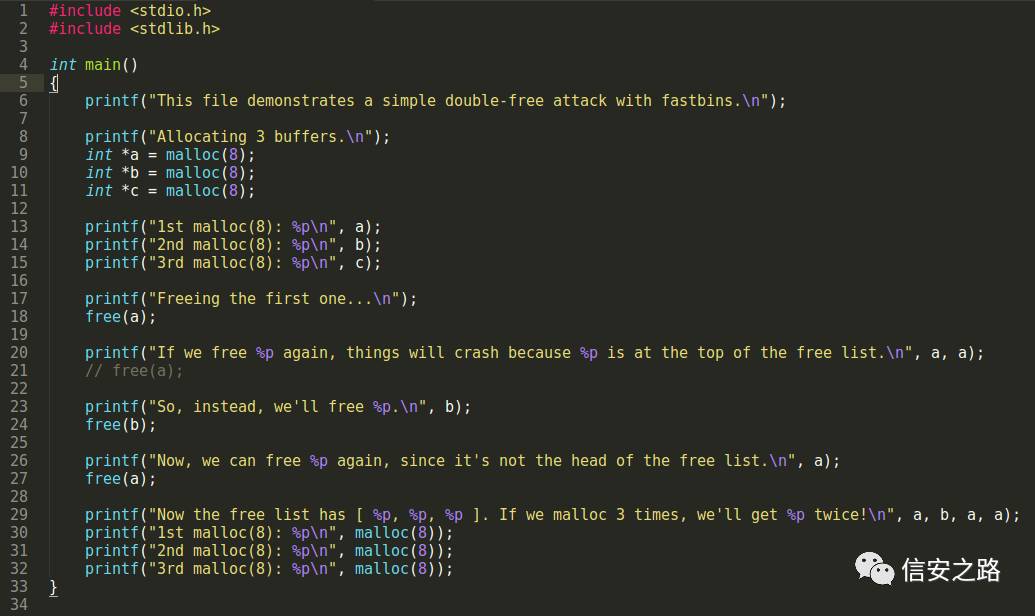 1 #include <stdio.h>
2 #include <stdlib.h>
3
4 int main()
5 {
6     printf("This file demonstrates a simple double-free attack with fastbins.\n");
7
8     printf("Allocating 3 buffers.\n");
9     int *a = malloc(8);
10     int *b = malloc(8);
11     int *c = malloc(8);
12
13     printf("1st malloc(8): %p\n", a);
14     printf("2nd malloc(8): %p\n", b);
15     printf("3rd malloc(8): %p\n", c);
16
17     printf("Freeing the first one...\n");
18     free(a);
19
20     printf("If we free %p again, things will crash because %p is at the top of the free list.\n", a, a);
21     // free(a);
22
23     printf("So, instead, we'll free %p.\n", b);
24     free(b);
25
26     printf("Now, we can free %p again, since it's not the head of the free list.\n", a);
27     free(a);
28
29     printf("Now the free list has [ %p, %p, %p ]. If we malloc 3 times, we'll get %p twice!\n", a, b, a, a);
30     printf("1st malloc(8): %p\n", malloc(8));
31     printf("2nd malloc(8): %p\n", malloc(8));
32     printf("3rd malloc(8): %p\n", malloc(8));
33 }
34
信安之路